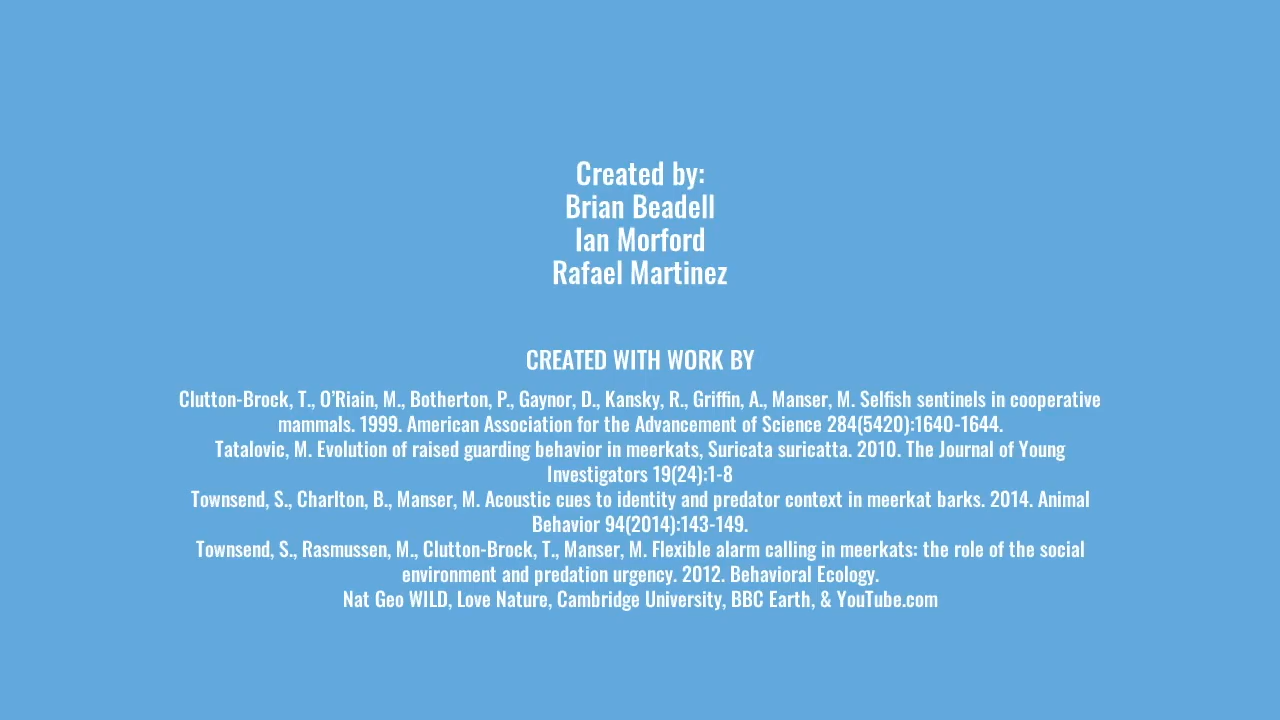 Created by:
Brian Beadell
Ian Morford
Rafael Martinez
CREATED WITH WORK BY
Clutton-Brock, T., O'Riain, M., Botherton, P., Gaynor, D., Kansky, R., Griffin, A., Manser, M. Selfish sentinels in cooperative
mammals. 1999. American Association for the Advancement of Science 284(5420):1640-1644.
Tatalovic, M. Evolution of raised guarding behavior in meerkats, Suricata suricatta. 2010. The Journal of Young
Investigators 19(24):1-8
Townsend, S., Charlton, B., Manser, M. Acoustic cues to identity and predator context in meerkat barks. 2014. Animal
Behavior 94(2014):143-149.
Townsend, S., Rasmussen, M., Clutton-Brock, T., Manser, M. Flexible alarm calling in meerkats: the role of the social
environment and predation urgency. 2012. Behavioral Ecology.
Nat Geo WILD, Love Nature, Cambridge University, BBC Earth, & YouTube.com